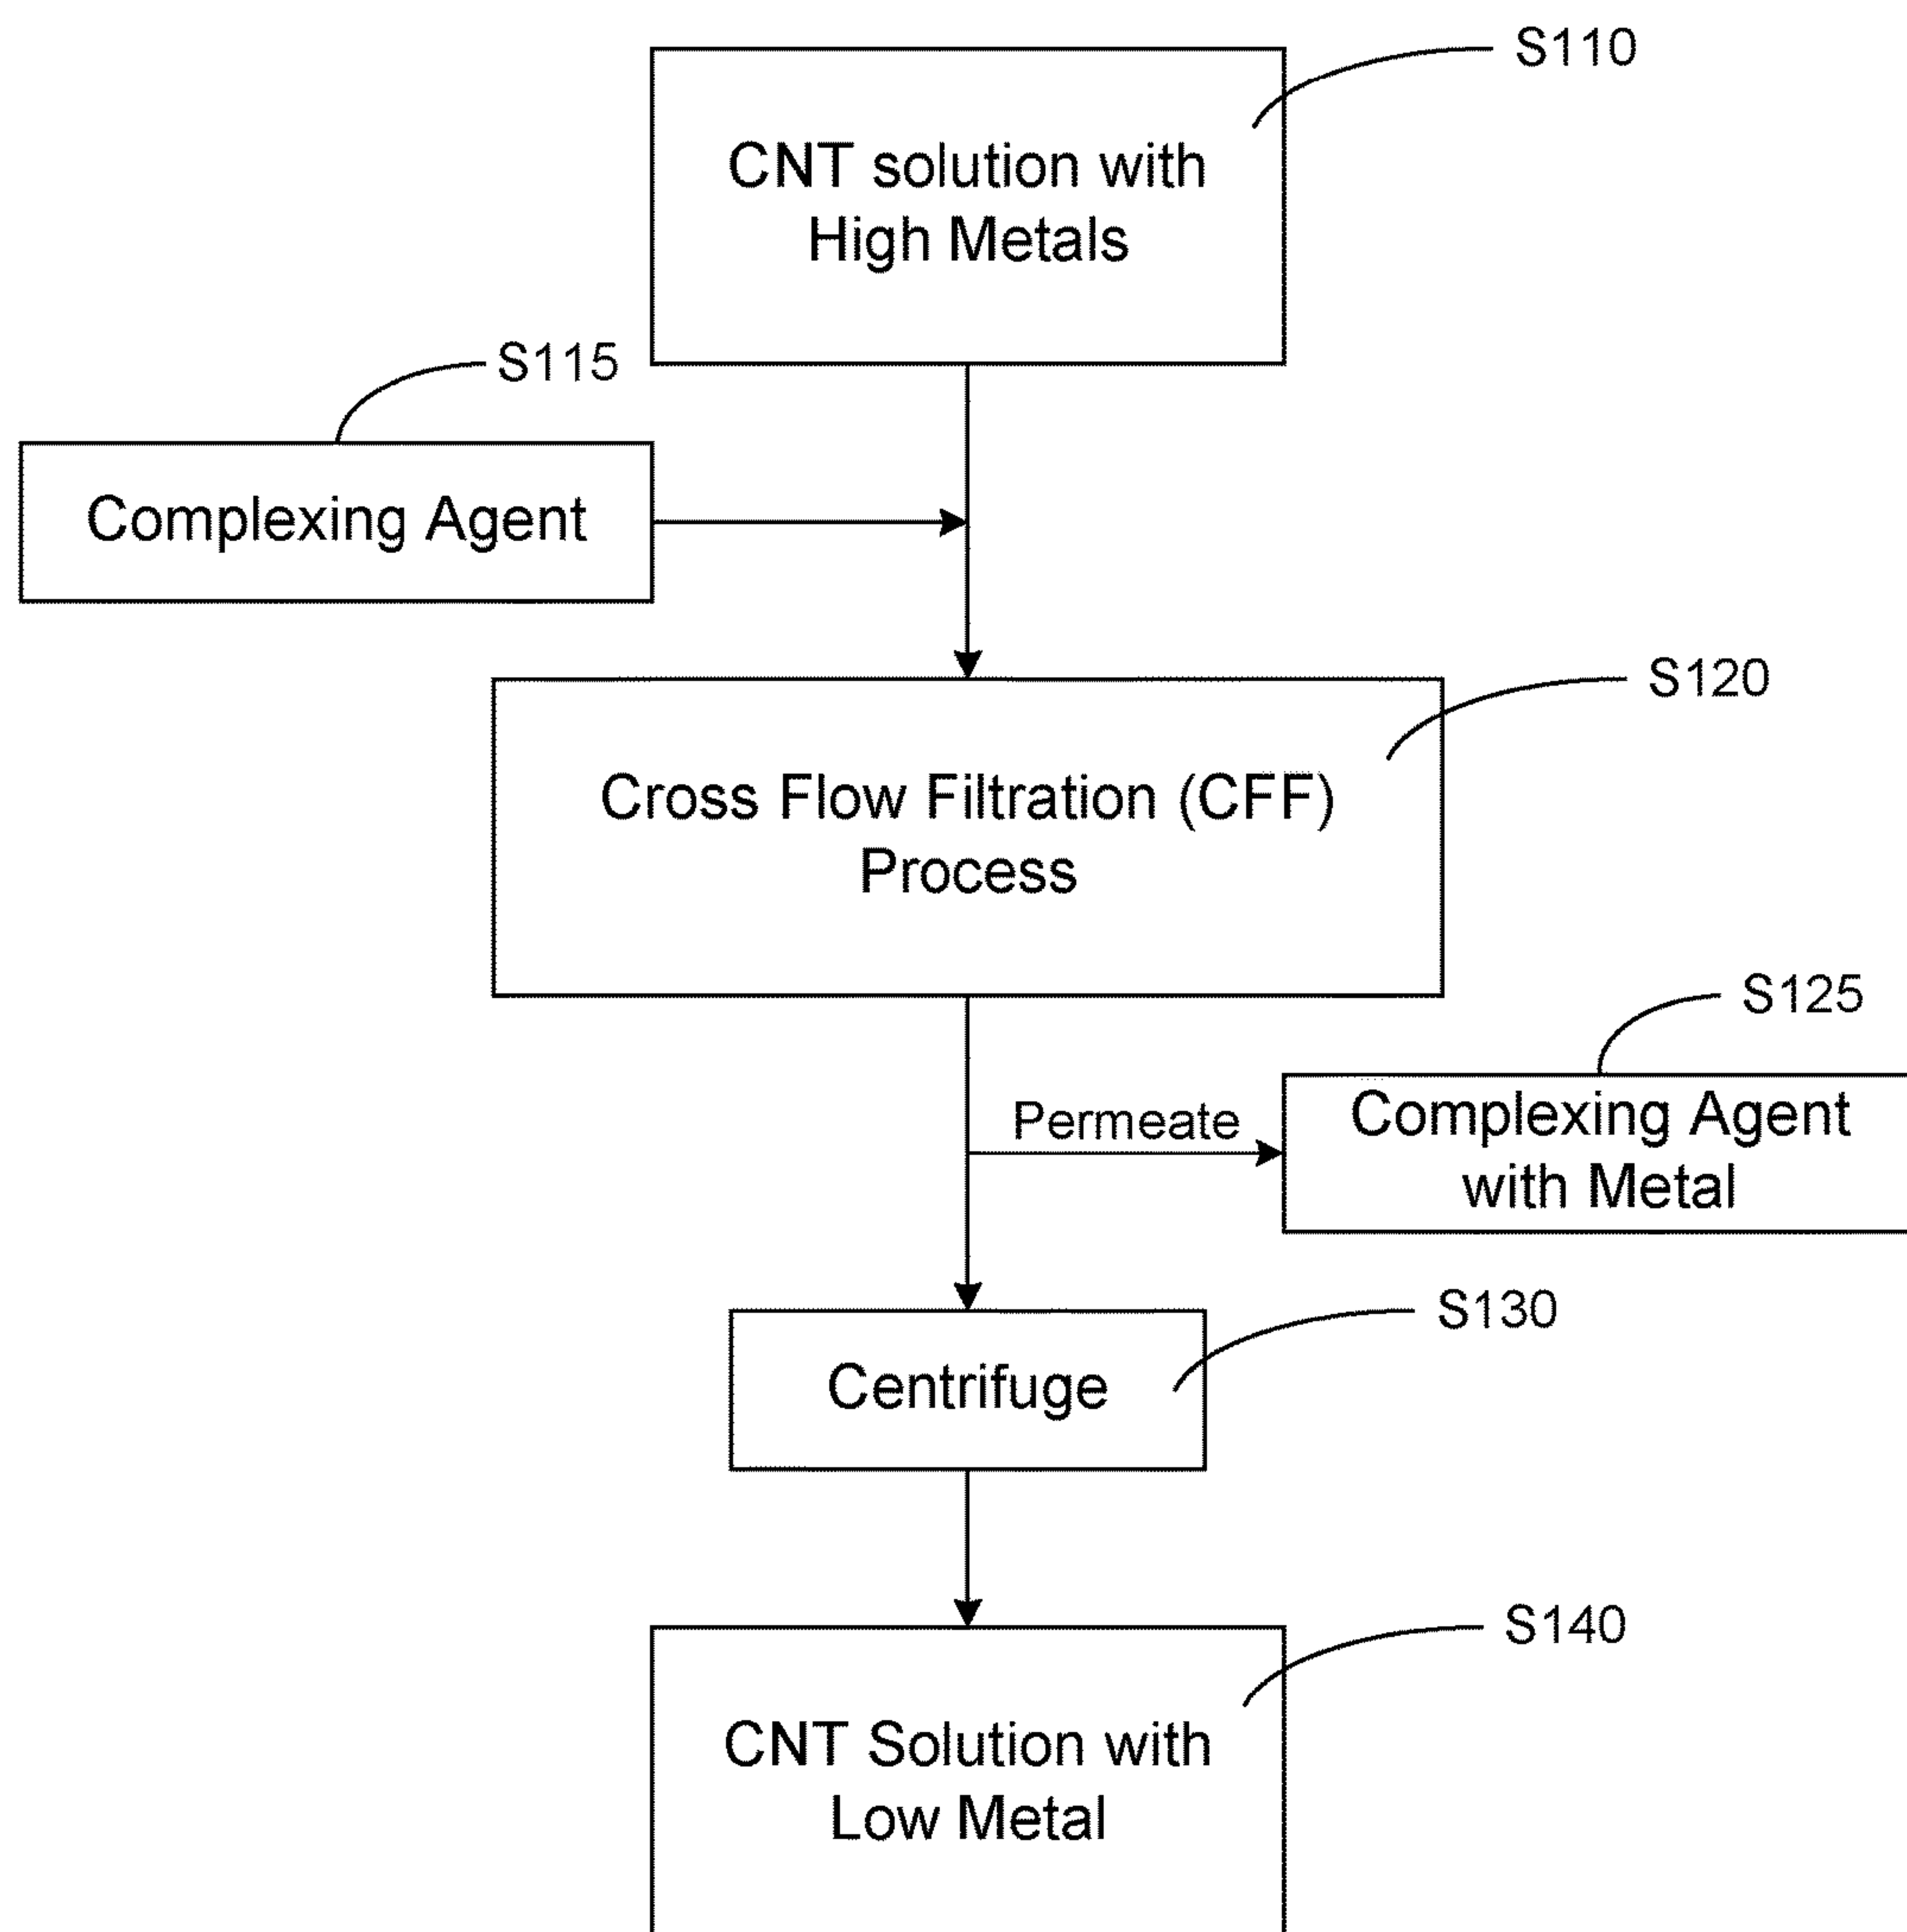 S110
CNT solution with
High Metals
S115
Complexing Agent
S120
Cross Flow Filtration (CFF)
Process
S125
Permeate
Complexing Agent
with Metal
S130
Centrifuge
S140
CNT Solution with
Low Metal